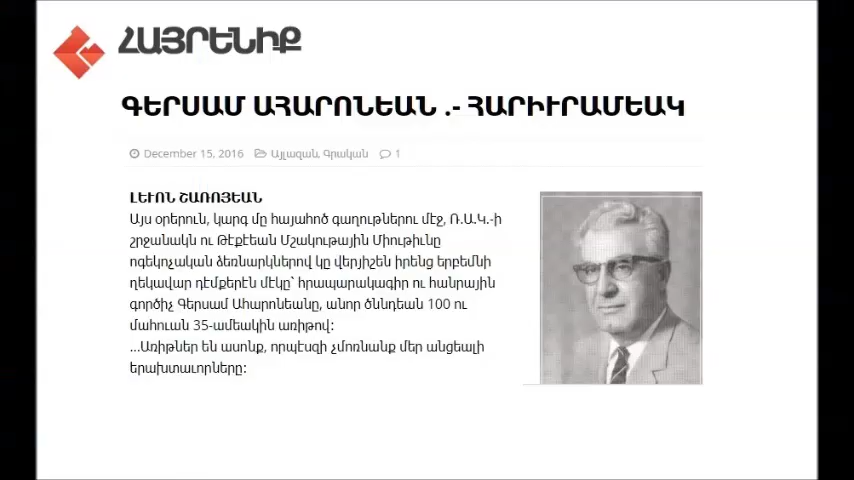 ՀԱՅՐԵՆԻՔ
ԳԵՐՍԱՄ ԱՀԱՐՈՆԵԱՆ .- ՀԱՐԻՒՐԱՄԵԱԿ
December 15, 2016 Այլազան, Գրական 1
ԼԵՒՈՆ ՇԱՌՈՅԵԱՆ
Այս օրերուն, կարգ մը հայահոծ գաղութներու մէջ, Ռ.Ա.Կ.-ի
շրջանակն ու Թէքէեան Մշակութային Միութիւնը
ոգեկոչական ձեռնարկներով կը վերյիշեն իրենց երբեմնի
ղեկավար դէմքերէն մէկը՝ հրապարակագիր ու հանրային
գործիչ Գերսամ Ահարոնեանը, անոր ծննդեան 100 ու
մահուան 35-ամեակին առիթով:
…Առիթներ են ասոնք, որպէսզի չմոռնանք մեր անցեալի
երախտաւորները: